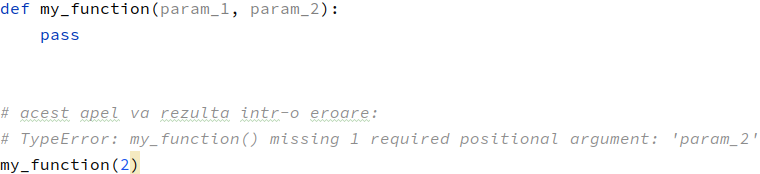 def my_function(param_1, param_2):
    pass
# acest apel va rezulta intr-o eroare:
# TypeError: my_function() missing 1 required positional argument: 'param_2'
my_function(2)